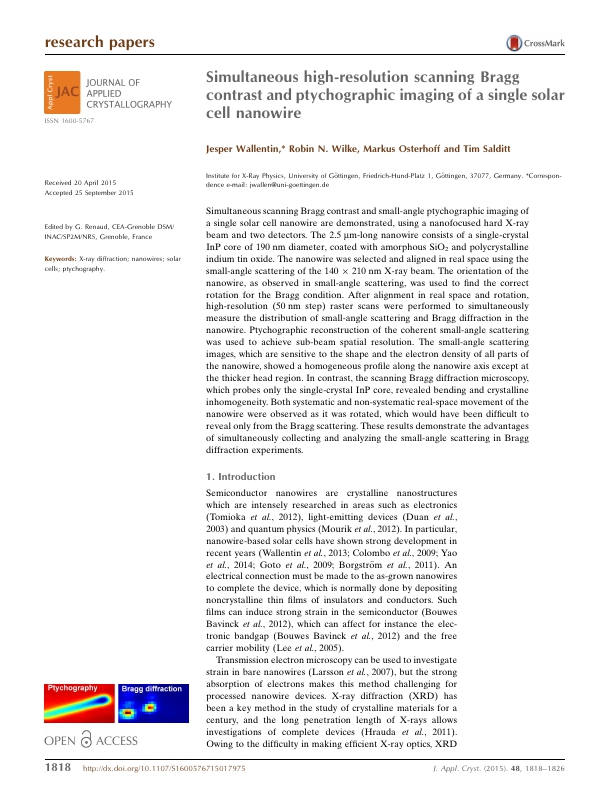 research papers
CrossMark
Appl.Cryst
JAC
JOURNAL OF
APPLIED
CRYSTALLOGRAPHY
ISSN 1600-5767
Simultaneous high-resolution scanning Bragg
contrast and ptychographic imaging of a single solar
cell nanowire
Jesper Wallentin,* Robin N. Wilke, Markus Osterhoff and Tim Salditt
Received 20 April 2015
Accepted 25 September 2015
Edited by G. Renaud, CEA-Grenoble DSM/
INAC/SP2M/NRS, Grenoble, France
Keywords: X-ray diffraction; nanowires; solar
cells; ptychography.
Institute for X-Ray Physics, University of Göttingen, Friedrich-Hund-Platz 1, Göttingen, 37077, Germany. *Correspon-
dence e-mail: jwallen@uni-goettingen.de
Simultaneous scanning Bragg contrast and small-angle ptychographic imaging of
a single solar cell nanowire are demonstrated, using a nanofocused hard X-ray
beam and two detectors. The 2.5 µm-long nanowire consists of a single-crystal
InP core of 190 nm diameter, coated with amorphous SiO₂ and polycrystalline
indium tin oxide. The nanowire was selected and aligned in real space using the
small-angle scattering of the 140 × 210 nm X-ray beam. The orientation of the
nanowire, as observed in small-angle scattering, was used to find the correct
rotation for the Bragg condition. After alignment in real space and rotation,
high-resolution (50 nm step) raster scans were performed to simultaneously
measure the distribution of small-angle scattering and Bragg diffraction in the
nanowire. Ptychographic reconstruction of the coherent small-angle scattering
was used to achieve sub-beam spatial resolution. The small-angle scattering
images, which are sensitive to the shape and the electron density of all parts of
the nanowire, showed a homogeneous profile along the nanowire axis except at
the thicker head region. In contrast, the scanning Bragg diffraction microscopy,
which probes only the single-crystal InP core, revealed bending and crystalline
inhomogeneity. Both systematic and non-systematic real-space movement of the
nanowire were observed as it was rotated, which would have been difficult to
reveal only from the Bragg scattering. These results demonstrate the advantages
of simultaneously collecting and analyzing the small-angle scattering in Bragg
diffraction experiments.
1. Introduction
Semiconductor nanowires are crystalline nanostructures
which are intensely researched in areas such as electronics
(Tomioka et al., 2012), light-emitting devices (Duan et al.,
2003) and quantum physics (Mourik et al., 2012). In particular,
nanowire-based solar cells have shown strong development in
recent years (Wallentin et al., 2013; Colombo et al., 2009; Yao
et al., 2014; Goto et al., 2009; Borgström et al., 2011). An
electrical connection must be made to the as-grown nanowires
to complete the device, which is normally done by depositing
noncrystalline thin films of insulators and conductors. Such
films can induce strong strain in the semiconductor (Bouwes
Bavinck et al., 2012), which can affect for instance the elec-
tronic bandgap (Bouwes Bavinck et al., 2012) and the free
carrier mobility (Lee et al., 2005).
Transmission electron microscopy can be used to investigate
strain in bare nanowires (Larsson et al., 2007), but the strong
absorption of electrons makes this method challenging for
processed nanowire devices. X-ray diffraction (XRD) has
been a key method in the study of crystalline materials for a
century, and the long penetration length of X-rays allows
investigations of complete devices (Hrauda et al., 2011).
Owing to the difficulty in making efficient X-ray optics, XRD
Ptychography
Bragg diffraction
OPEN ACCESS
1818 http://dx.doi.org/10.1107/S1600576715017975
J. Appl. Cryst. (2015). 48, 1818–1826